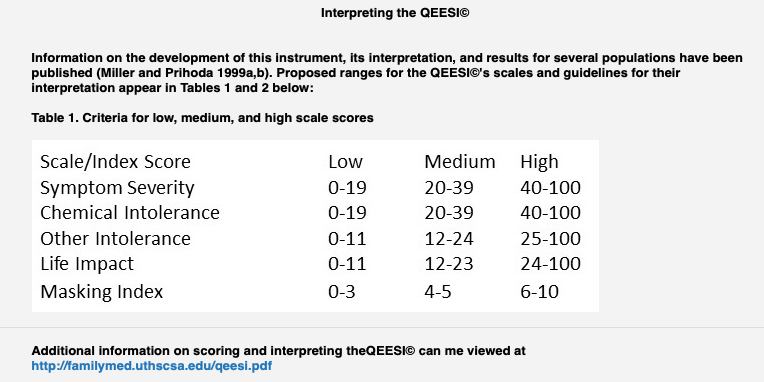 Interpreting the QEESI©
Information on the development of this instrument, its interpretation, and results for several populations have been
published (Miller and Prihoda 1999a,b). Proposed ranges for the QEESI©'s scales and guidelines for their
interpretation appear in Tables 1 and 2 below:
Table 1. Criteria for low, medium, and high scale scores
Scale/Index Score Low Medium High
Symptom Severity 0-19 20-39 40-100
Chemical Intolerance 0-19 20-39 40-100
Other Intolerance 0-11 12-24 25-100
Life Impact 0-11 12-23 24-100
Masking Index 0-3 4-5 6-10
Additional information on scoring and interpreting theQEESI© can me viewed at
http://familymed.uthscsa.edu/qeesi.pdf